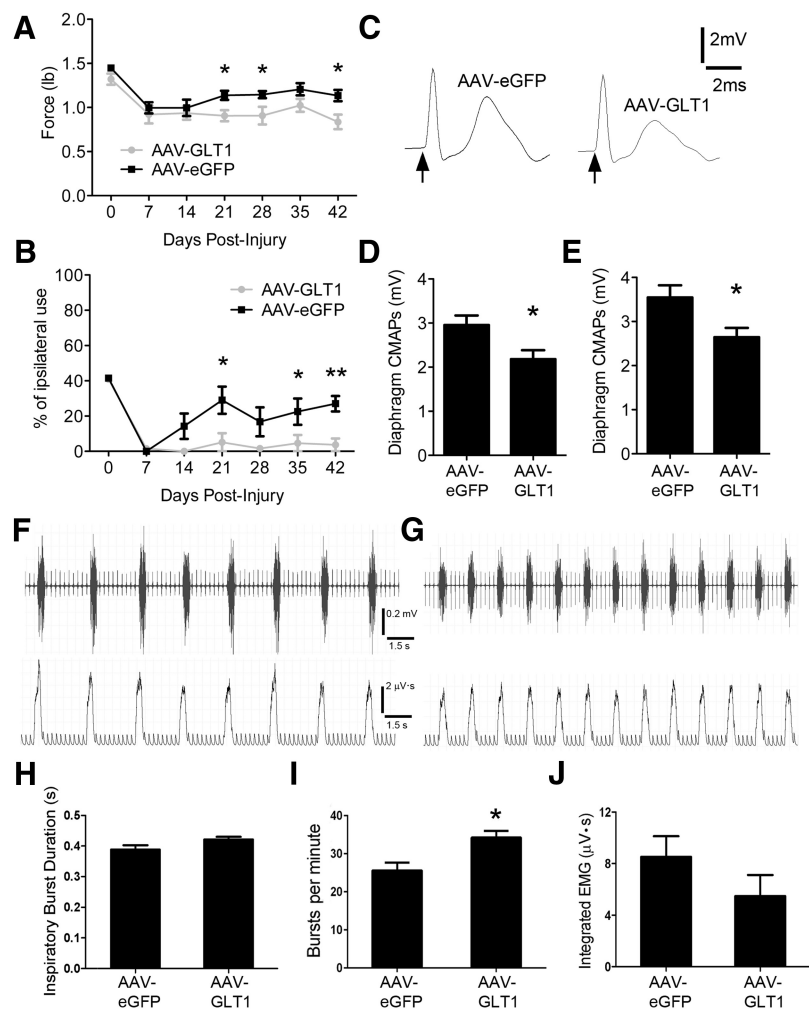 A
2.0
1.5
1.0
0.5
0.0
Force (lb)
* * *
AAV-GLT1
AAV-eGFP
0 7 14 21 28 35 42
Days Post-Injury
B
100
80
60
40
20
0
% of ipsilateral use
AAV-GLT1
AAV-eGFP
* * **
0 7 14 21 28 35 42
Days Post-Injury
C
AAV-eGFP
AAV-GLT1
2mV
2ms
D
4
3
2
1
0
Diaphragm CMAPs (mV)
*
AAV-
eGFP
AAV-
GLT1
E
4
3
2
1
0
Diaphragm CMAPs (mV)
*
AAV-
eGFP
AAV-
GLT1
F
0.2 mV
1.5 s
2 µV·s
1.5 s
G
H
0.5
0.4
0.3
0.2
0.1
0.0
Inspiratory Burst Duration (s)
AAV-
eGFP
AAV-
GLT1
I
40
30
20
10
0
Bursts per minute
*
AAV-
eGFP
AAV-
GLT1
J
12
8
4
0
Integrated EMG (µV•s)
AAV-
eGFP
AAV-
GLT1